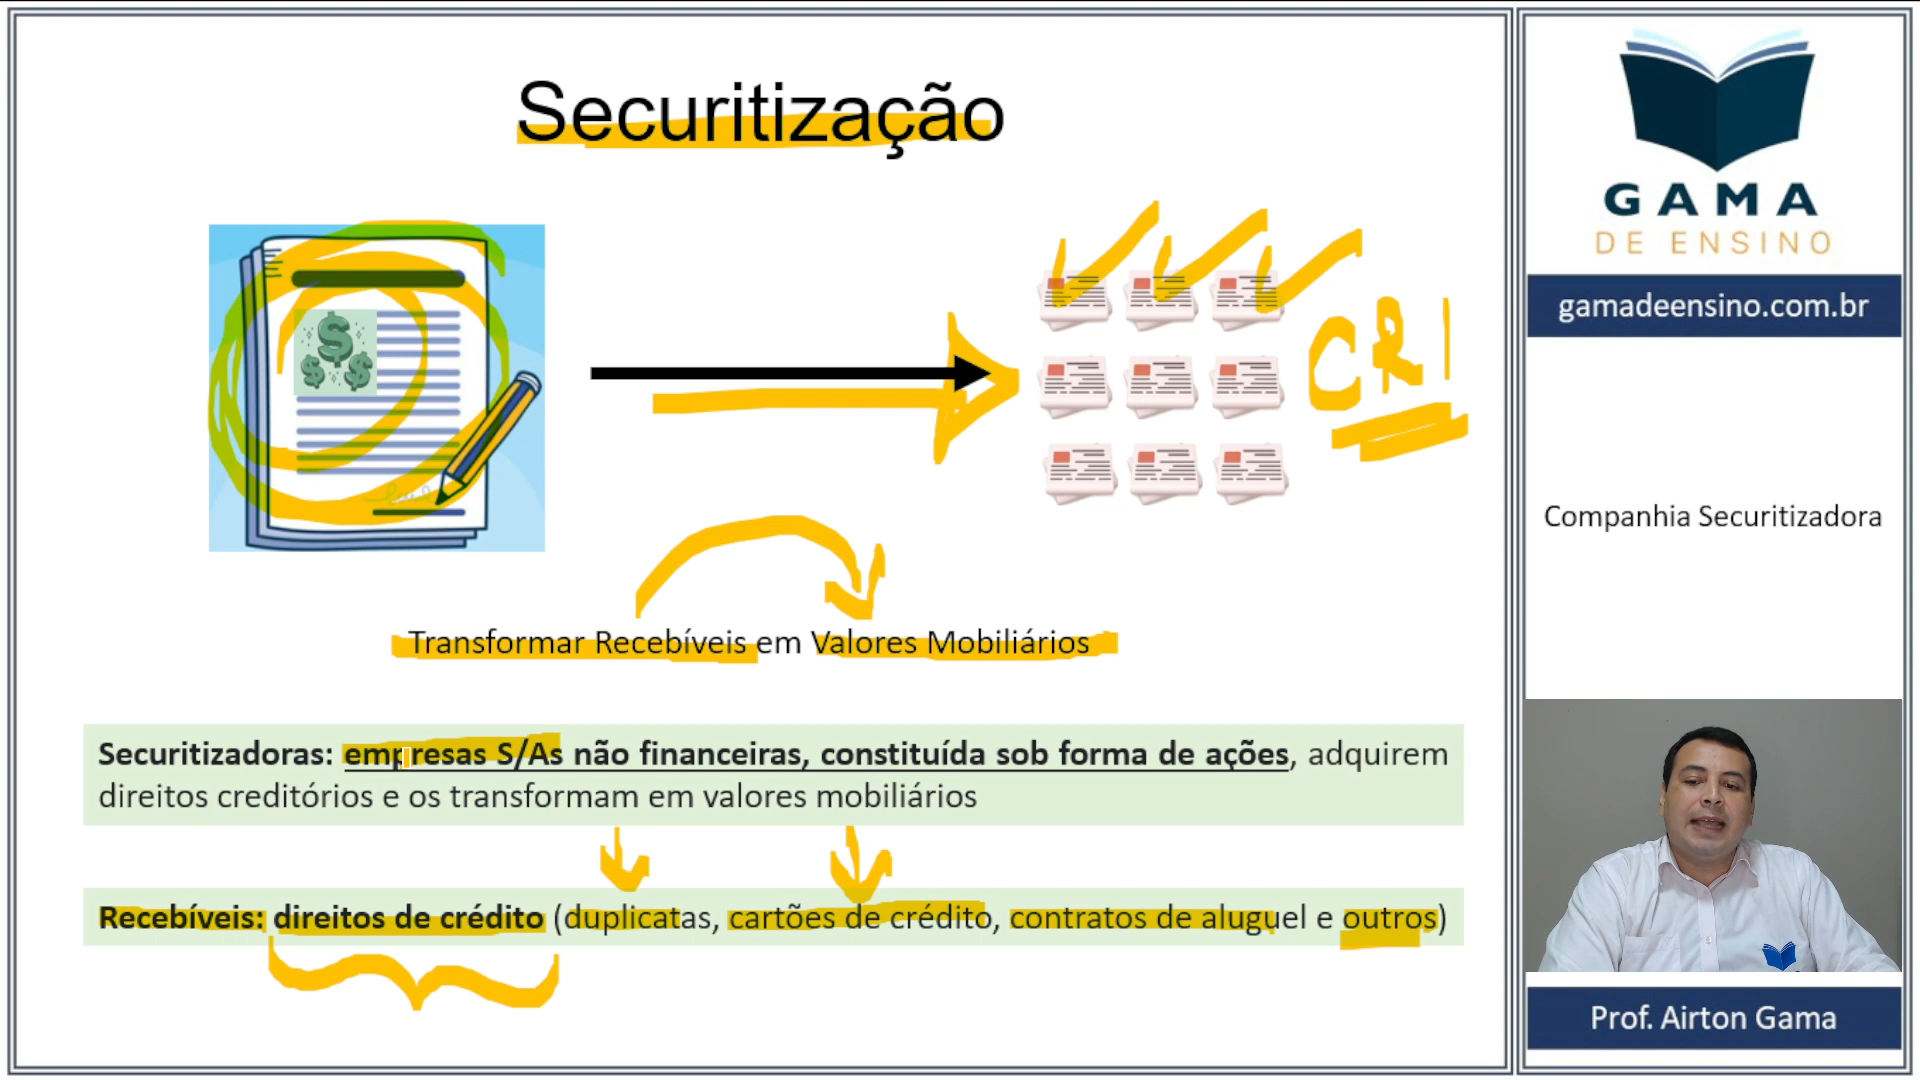 Securitização
CRI
Transformar Recebíveis em Valores Mobiliários
Securitizadoras: empresas S/As não financeiras, constituída sob forma de ações, adquirem
direitos creditórios e os transformam em valores mobiliários
Recebíveis: direitos de crédito (duplicatas, cartões de crédito, contratos de aluguel e outros)
GAMA
DE ENSINO
gamadeensino.com.br
Companhia Securitizadora
Prof. Airton Gama